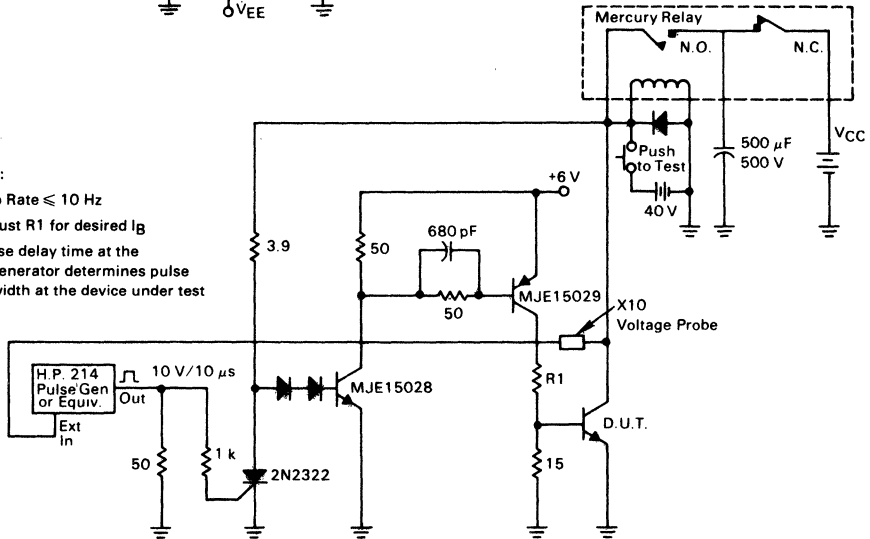 VEE
Mercury Relay
N.O.
N.C.
Push
to Test
40 V
500 µF
500 V
VCC
:
Rate ≤ 10 Hz
ust R1 for desired IB
se delay time at the
enerator determines pulse
idth at the device under test
+6 V
3.9
50
680 pF
50
MJE15029
X10
Voltage Probe
H.P. 214
Pulse Gen
or Equiv.
Out
10 V/10 µs
Ext
In
MJE15028
R1
D.U.T.
50
1 k
2N2322
15